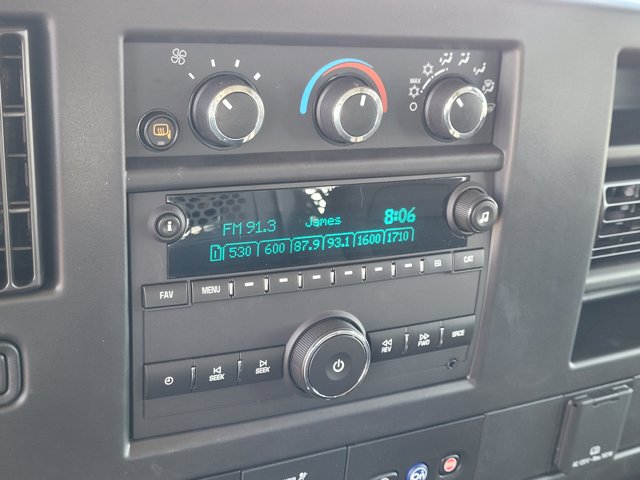 MAX
FM 91.3 James 8:06
1 530 600 87.9 93.1 1600 1710
FAV MENU EQ CAT
SEEK SEEK REV FWD SRCE